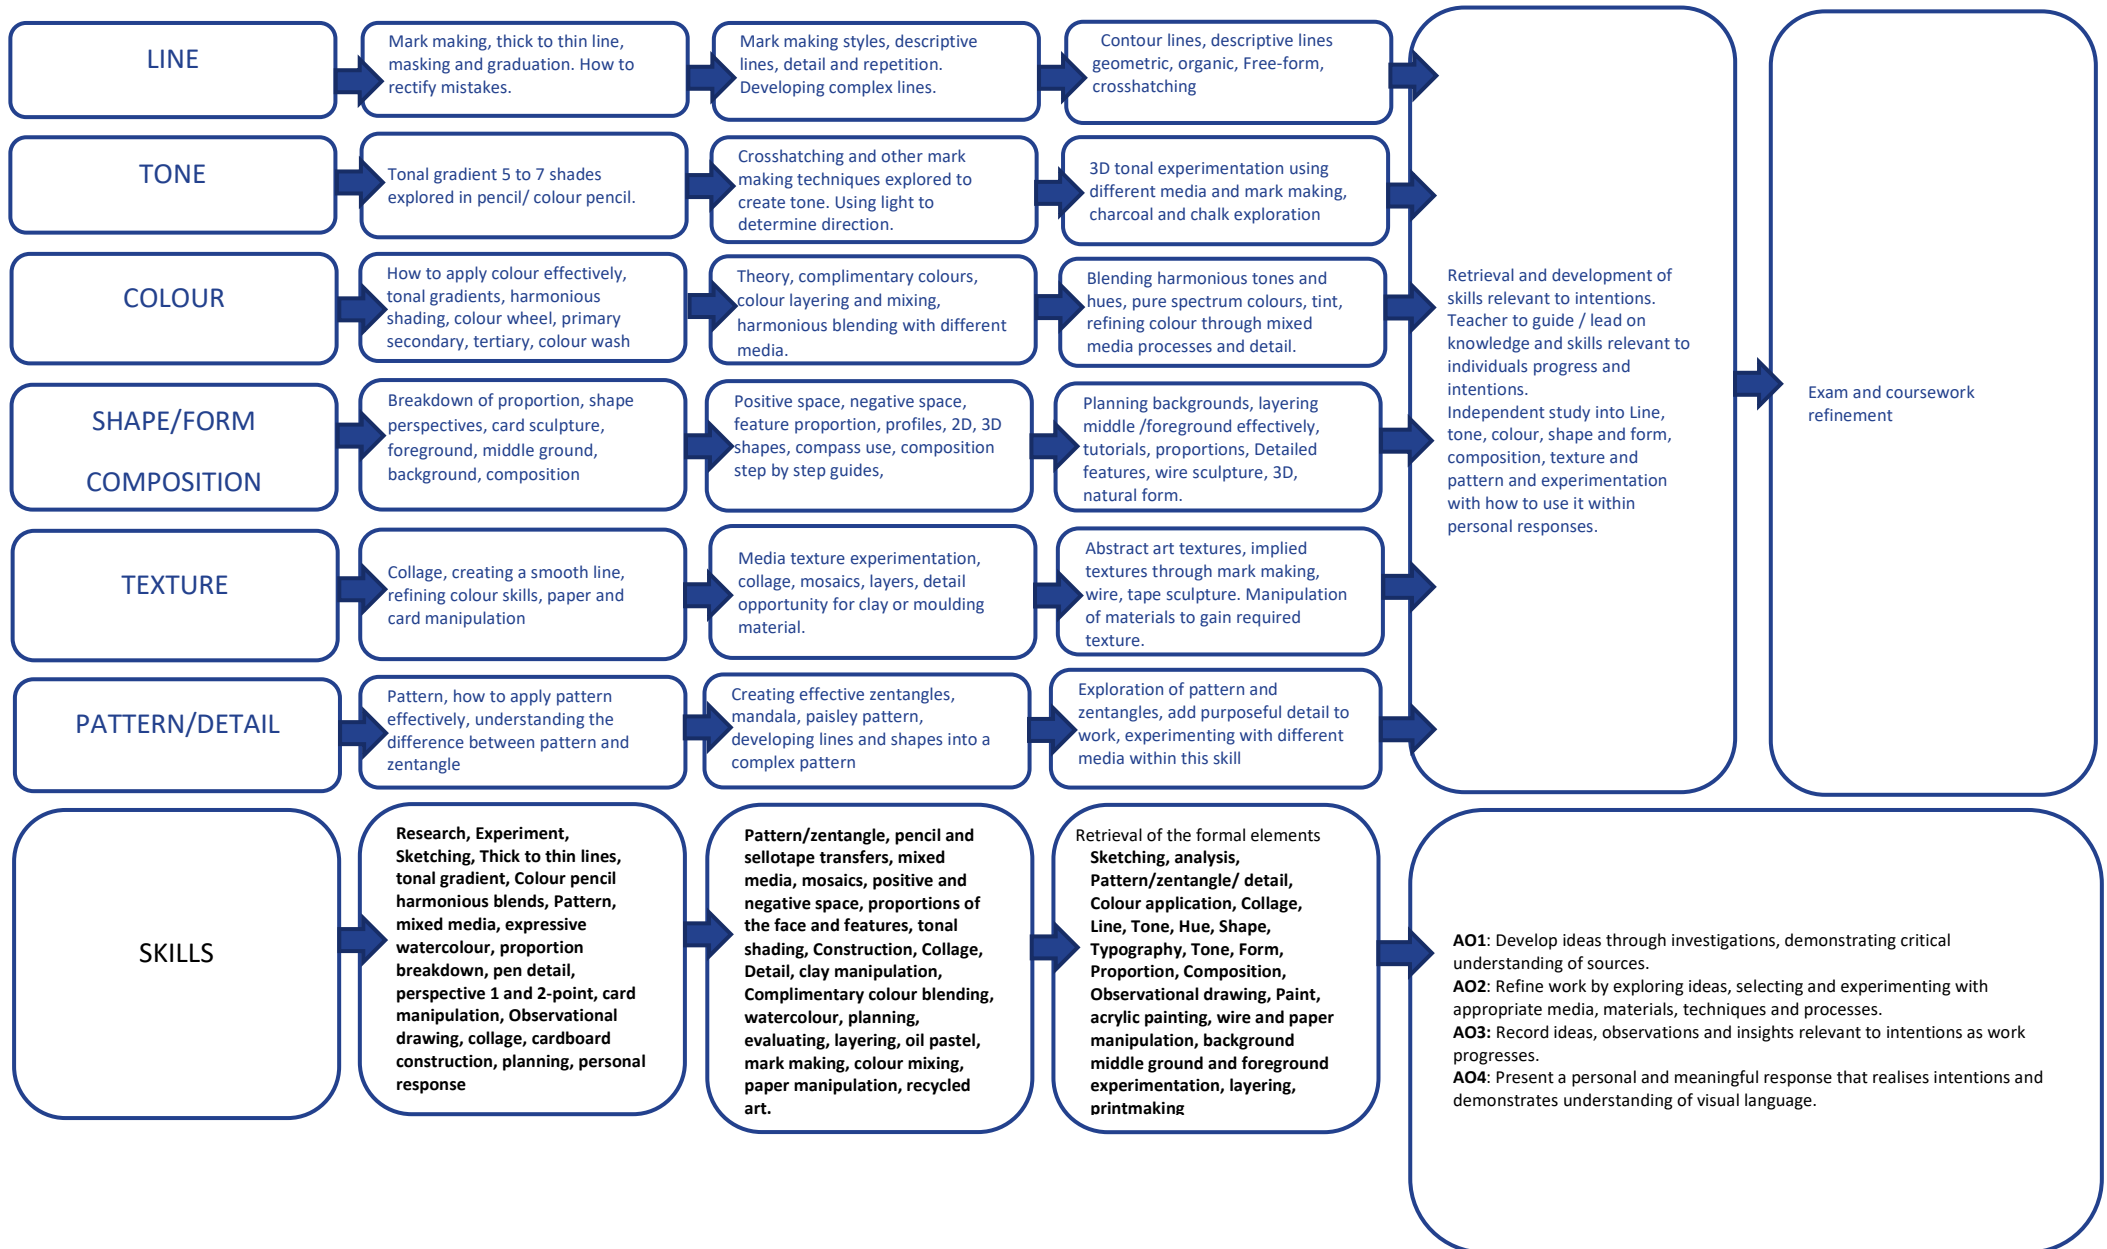 LINE
Mark making, thick to thin line,
masking and graduation. How to
rectify mistakes.
Mark making styles, descriptive
lines, detail and repetition.
Developing complex lines.
Contour lines, descriptive lines
geometric, organic, Free-form,
crosshatching
TONE
Tonal gradient 5 to 7 shades
explored in pencil/ colour pencil.
Crosshatching and other mark
making techniques explored to
create tone. Using light to
determine direction.
3D tonal experimentation using
different media and mark making,
charcoal and chalk exploration
COLOUR
How to apply colour effectively,
tonal gradients, harmonious
shading, colour wheel, primary
secondary, tertiary, colour wash
Theory, complimentary colours,
colour layering and mixing,
harmonious blending with different
media.
Blending harmonious tones and
hues, pure spectrum colours, tint,
refining colour through mixed
media processes and detail.
SHAPE/FORM
COMPOSITION
Breakdown of proportion, shape
perspectives, card sculpture,
foreground, middle ground,
background, composition
Positive space, negative space,
feature proportion, profiles, 2D, 3D
shapes, compass use, composition
step by step guides,
Planning backgrounds, layering
middle /foreground effectively,
tutorials, proportions, Detailed
features, wire sculpture, 3D,
natural form.
TEXTURE
Collage, creating a smooth line,
refining colour skills, paper and
card manipulation
Media texture experimentation,
collage, mosaics, layers, detail
opportunity for clay or moulding
material.
Abstract art textures, implied
textures through mark making,
wire, tape sculpture. Manipulation
of materials to gain required
texture.
PATTERN/DETAIL
Pattern, how to apply pattern
effectively, understanding the
difference between pattern and
zentangle
Creating effective zentangles,
mandala, paisley pattern,
developing lines and shapes into a
complex pattern
Exploration of pattern and
zentangles, add purposeful detail to
work, experimenting with different
media within this skill
Retrieval and development of
skills relevant to intentions.
Teacher to guide / lead on
knowledge and skills relevant to
individuals progress and
intentions.
Independent study into Line,
tone, colour, shape and form,
composition, texture and
pattern and experimentation
with how to use it within
personal responses.
Exam and coursework
refinement
SKILLS
Research, Experiment,
Sketching, Thick to thin lines,
tonal gradient, Colour pencil
harmonious blends, Pattern,
mixed media, expressive
watercolour, proportion
breakdown, pen detail,
perspective 1 and 2-point, card
manipulation, Observational
drawing, collage, cardboard
construction, planning, personal
response
Pattern/zentangle, pencil and
sellotape transfers, mixed
media, mosaics, positive and
negative space, proportions of
the face and features, tonal
shading, Construction, Collage,
Detail, clay manipulation,
Complimentary colour blending,
watercolour, planning,
evaluating, layering, oil pastel,
mark making, colour mixing,
paper manipulation, recycled
art.
Retrieval of the formal elements
Sketching, analysis,
Pattern/zentangle/ detail,
Colour application, Collage,
Line, Tone, Hue, Shape,
Typography, Tone, Form,
Proportion, Composition,
Observational drawing, Paint,
acrylic painting, wire and paper
manipulation, background
middle ground and foreground
experimentation, layering,
printmaking
AO1: Develop ideas through investigations, demonstrating critical
understanding of sources.
AO2: Refine work by exploring ideas, selecting and experimenting with
appropriate media, materials, techniques and processes.
AO3: Record ideas, observations and insights relevant to intentions as work
progresses.
AO4: Present a personal and meaningful response that realises intentions and
demonstrates understanding of visual language.